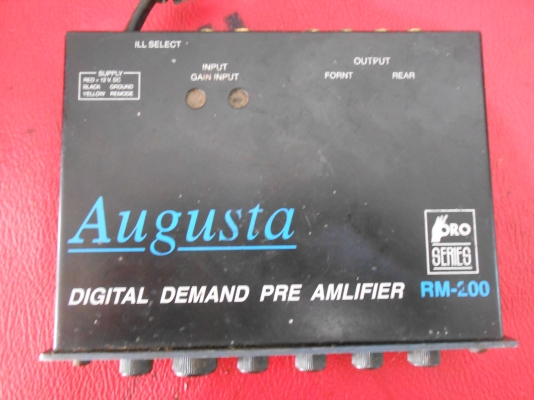 ILL SELECT
INPUT
GAIN INPUT
OUTPUT
FORNT REAR
SUPPLY
RED + 12 V. DC
BLACK GROUND
YELLOW REMODE
Augusta
PRO
SERIES
DIGITAL DEMAND PRE AMLIFIER RM-200